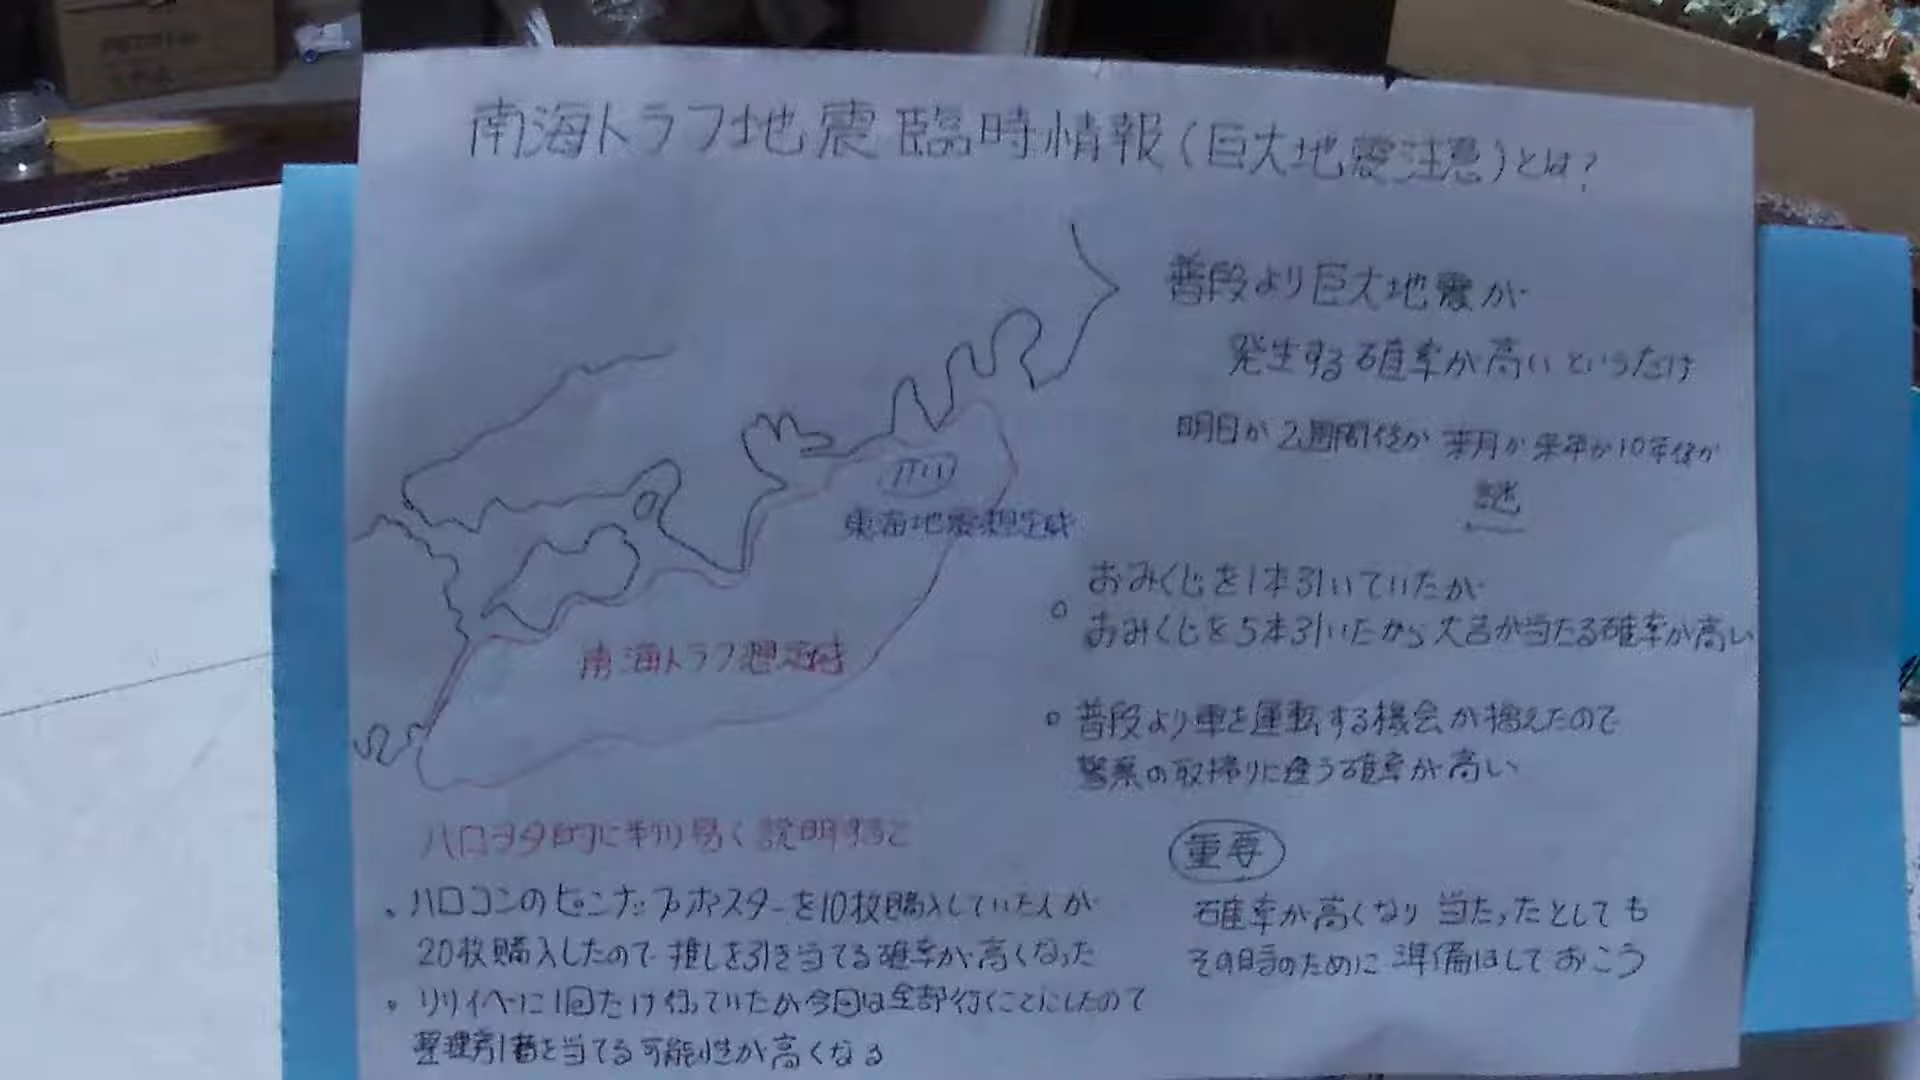 南海トラフ地震臨時情報(巨大地震注意)とは?
普段より巨大地震が
発生する確率が高いというだけ
明日か2週間後か来月か来年か10年後か
謎
東海地震想定域
南海トラフ想定域
。おみくじを1本引いていたが
おみくじを5本引いたから大吉が当たる確率が高い
。普段より車を運転する機会が増えたので
警察の取締りに逢う確率が高い
ハロヲタ的に判り易く説明すると
。ハロコンのピンナップポスターを10枚購入していた人が
20枚購入したので推しを引き当てる確率が高くなった
。リリイベに1回だけ行っていたが今回は全部行くことにしたので
整理券1番を当てる可能性が高くなる
重要
確率が高くなり当たったとしても
その時のために準備はしておこう